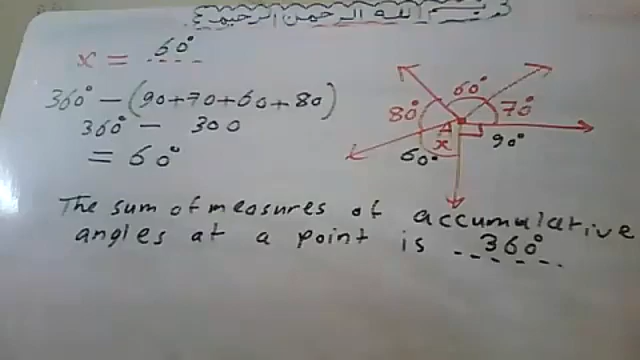 بسم الله الرحمن الرحيم
x = 60°
360° - (90+70+60+80)
360° - 300
= 60°
80°
60°
70°
A
x
60°
90°
The sum of measures of accumulative
angles at a point is 360°